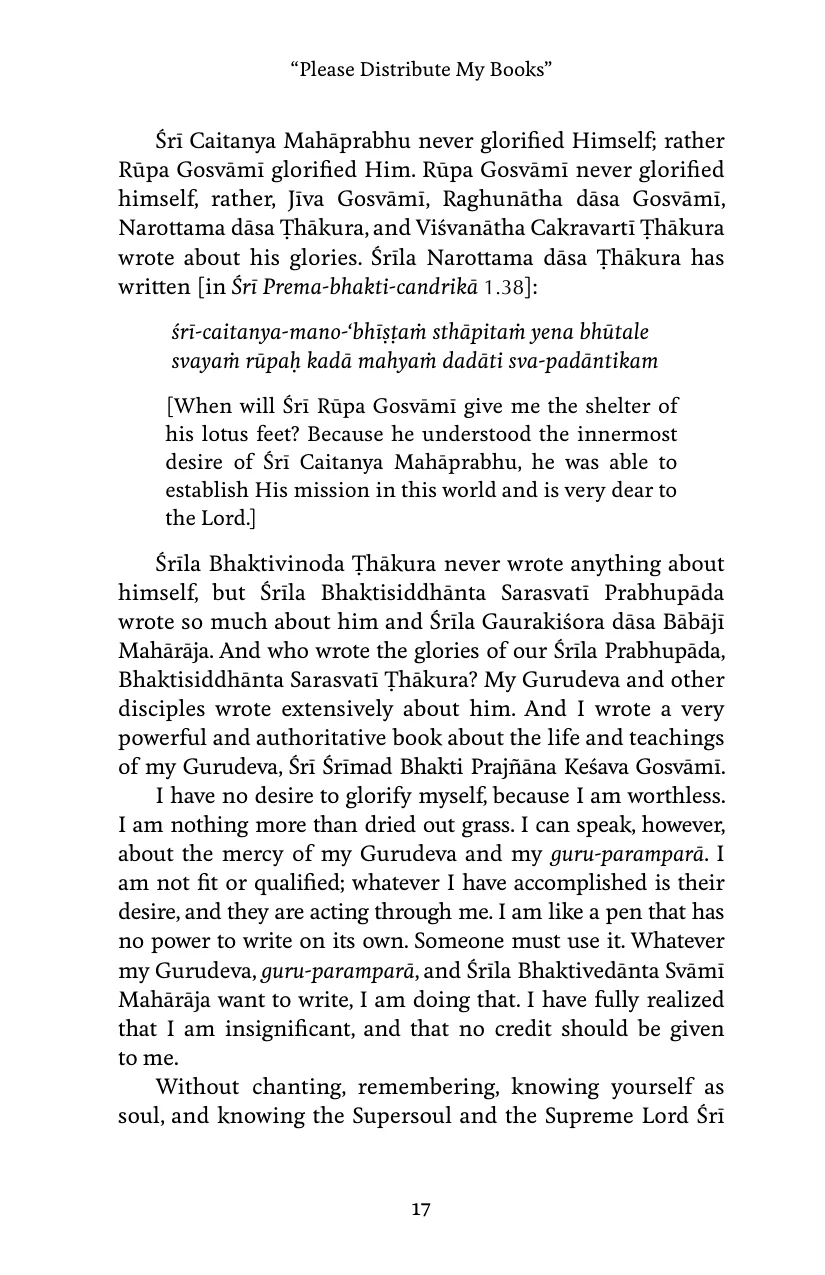 “Please Distribute My Books”
Śrī Caitanya Mahāprabhu never glorified Himself; rather
Rūpa Gosvāmī glorified Him. Rūpa Gosvāmī never glorified
himself, rather, Jīva Gosvāmī, Raghunātha dāsa Gosvāmī,
Narottama dāsa Ṭhākura, and Viśvanātha Cakravartī Ṭhākura
wrote about his glories. Śrīla Narottama dāsa Ṭhākura has
written [in Śrī Prema-bhakti-candrikā 1.38]:
śrī-caitanya-mano-‘bhīṣṭaṁ sthāpitaṁ yena bhūtale
svayaṁ rūpaḥ kadā mahyaṁ dadāti sva-padāntikam
[When will Śrī Rūpa Gosvāmī give me the shelter of
his lotus feet? Because he understood the innermost
desire of Śrī Caitanya Mahāprabhu, he was able to
establish His mission in this world and is very dear to
the Lord.]
Śrīla Bhaktivinoda Ṭhākura never wrote anything about
himself, but Śrīla Bhaktisiddhānta Sarasvatī Prabhupāda
wrote so much about him and Śrīla Gaurakiśora dāsa Bābājī
Mahārāja. And who wrote the glories of our Śrīla Prabhupāda,
Bhaktisiddhānta Sarasvatī Ṭhākura? My Gurudeva and other
disciples wrote extensively about him. And I wrote a very
powerful and authoritative book about the life and teachings
of my Gurudeva, Śrī Śrīmad Bhakti Prajñāna Keśava Gosvāmī.
I have no desire to glorify myself, because I am worthless.
I am nothing more than dried out grass. I can speak, however,
about the mercy of my Gurudeva and my guru-paramparā. I
am not fit or qualified; whatever I have accomplished is their
desire, and they are acting through me. I am like a pen that has
no power to write on its own. Someone must use it. Whatever
my Gurudeva, guru-paramparā, and Śrīla Bhaktivedānta Svāmī
Mahārāja want to write, I am doing that. I have fully realized
that I am insignificant, and that no credit should be given
to me.
Without chanting, remembering, knowing yourself as
soul, and knowing the Supersoul and the Supreme Lord Śrī
17